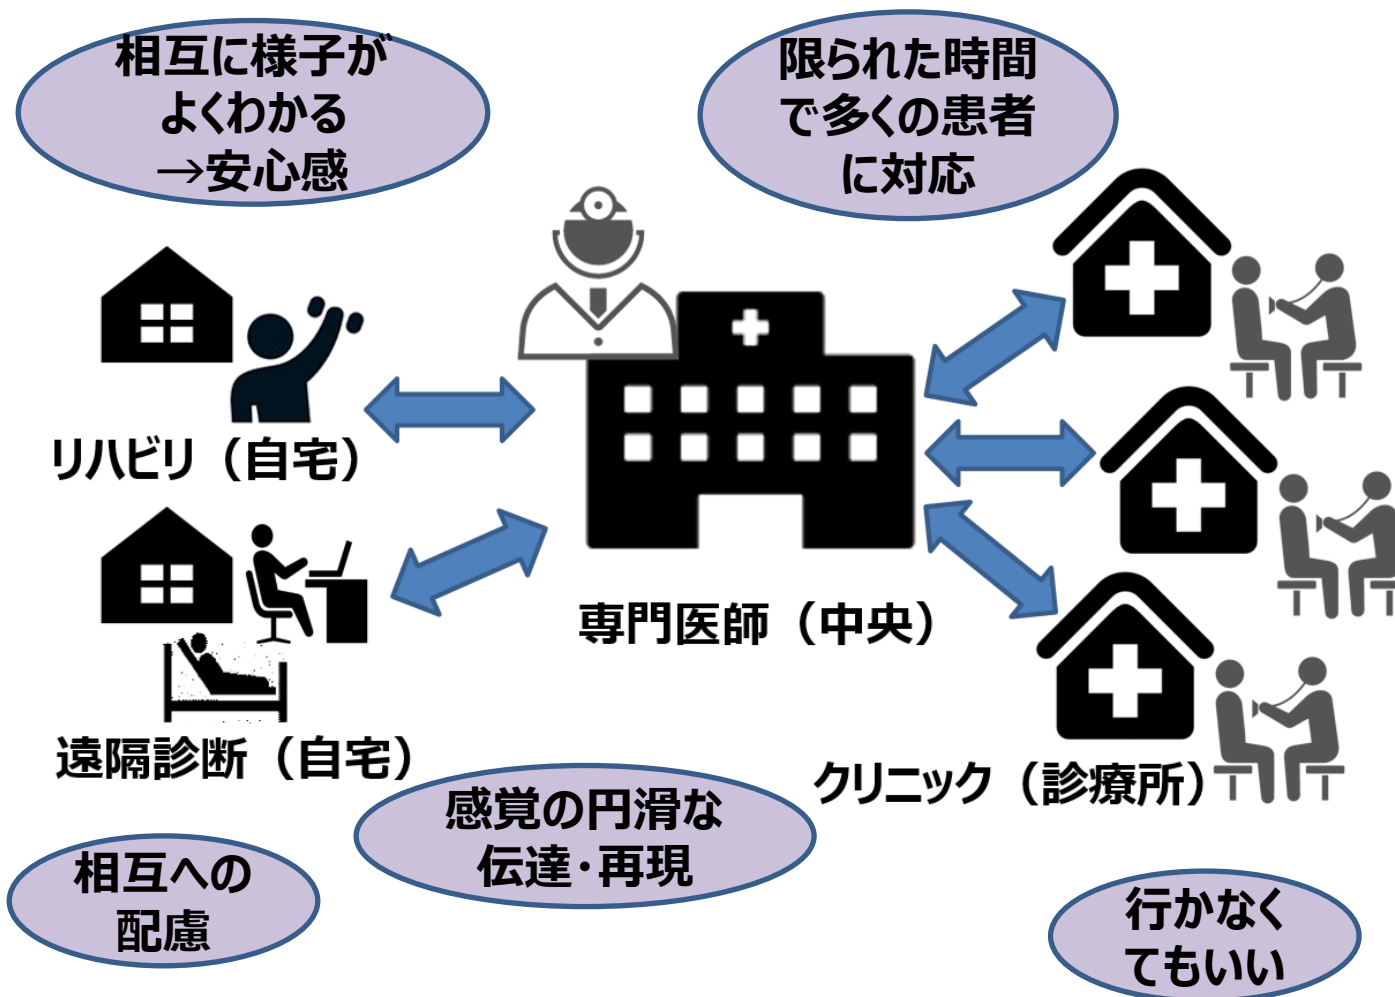 相互に様子が
よくわかる
→安心感
限られた時間
で多くの患者
に対応
リハビリ（自宅）
専門医師（中央）
遠隔診断（自宅）
クリニック（診療所）
感覚の円滑な
伝達・再現
相互への
配慮
行かなく
てもいい